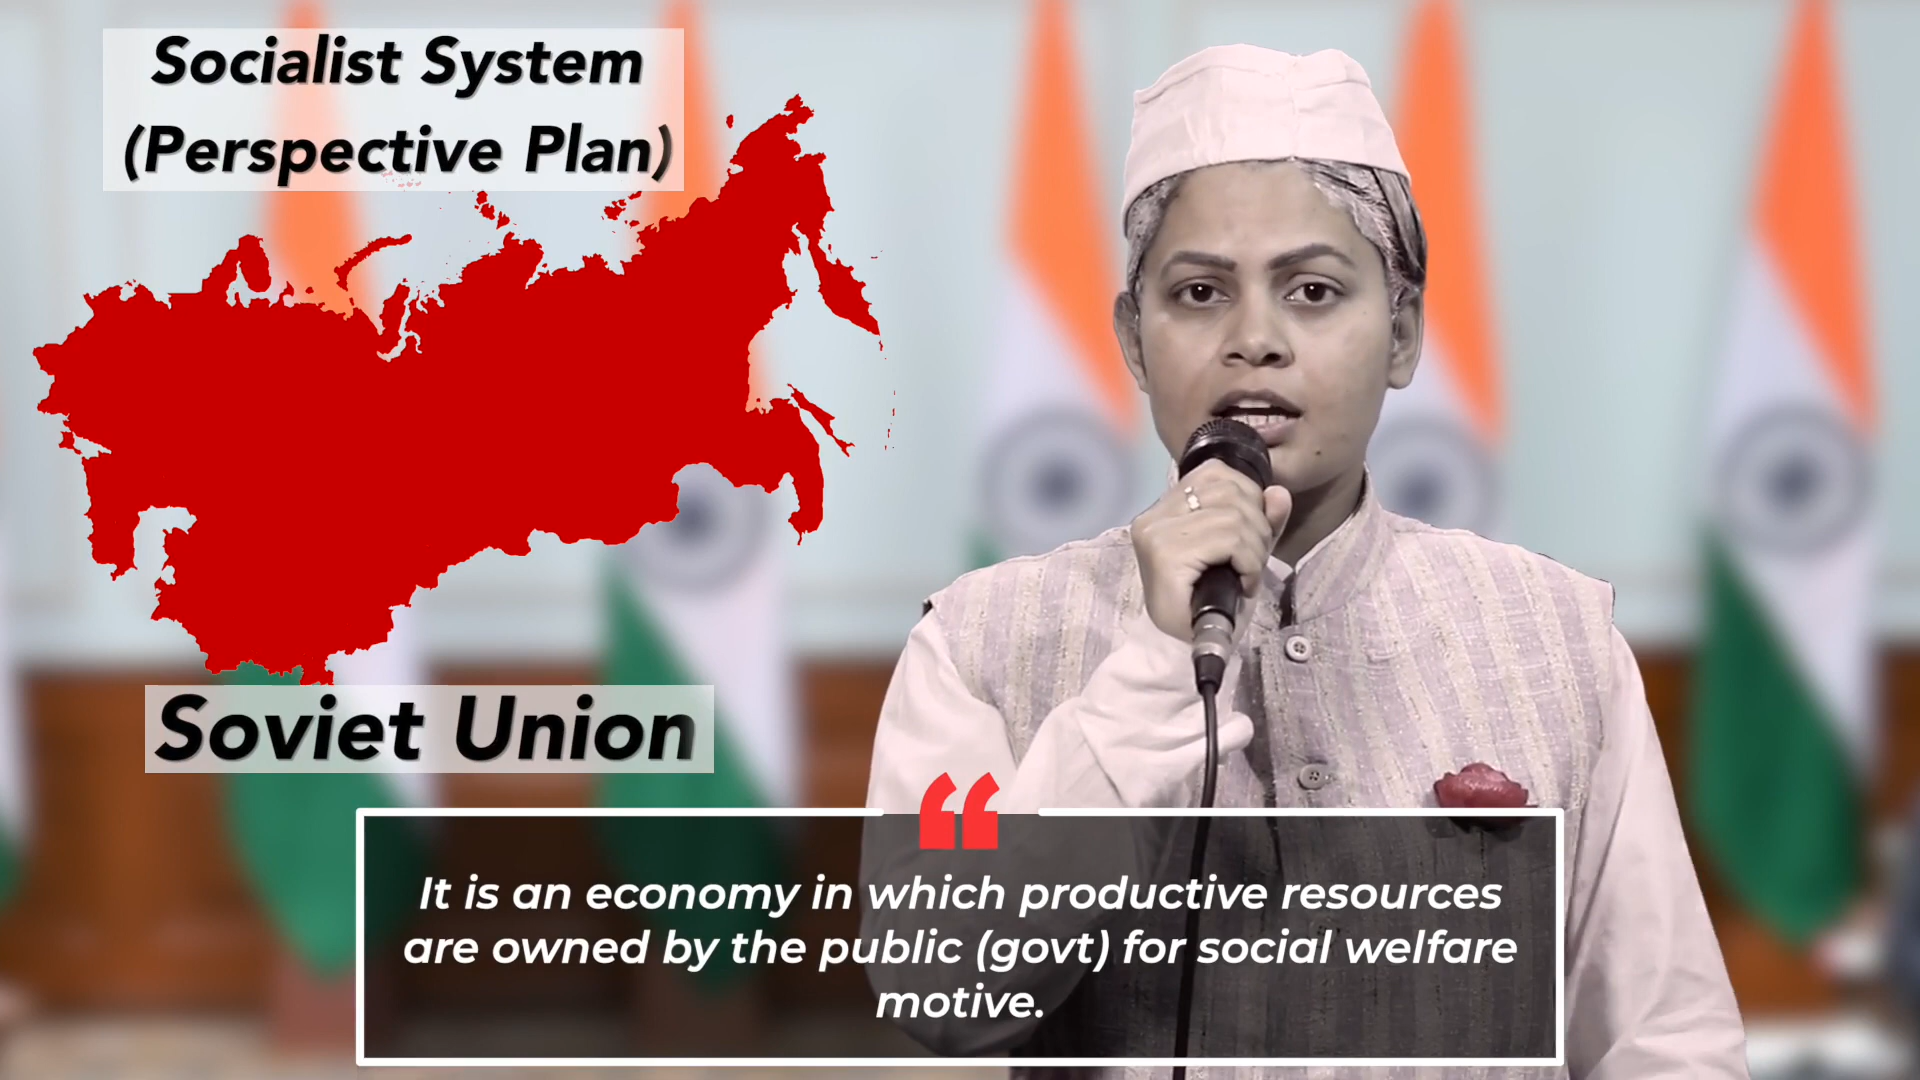 Socialist System
(Perspective Plan)
Soviet Union
It is an economy in which productive resources
are owned by the public (govt) for social welfare
motive.